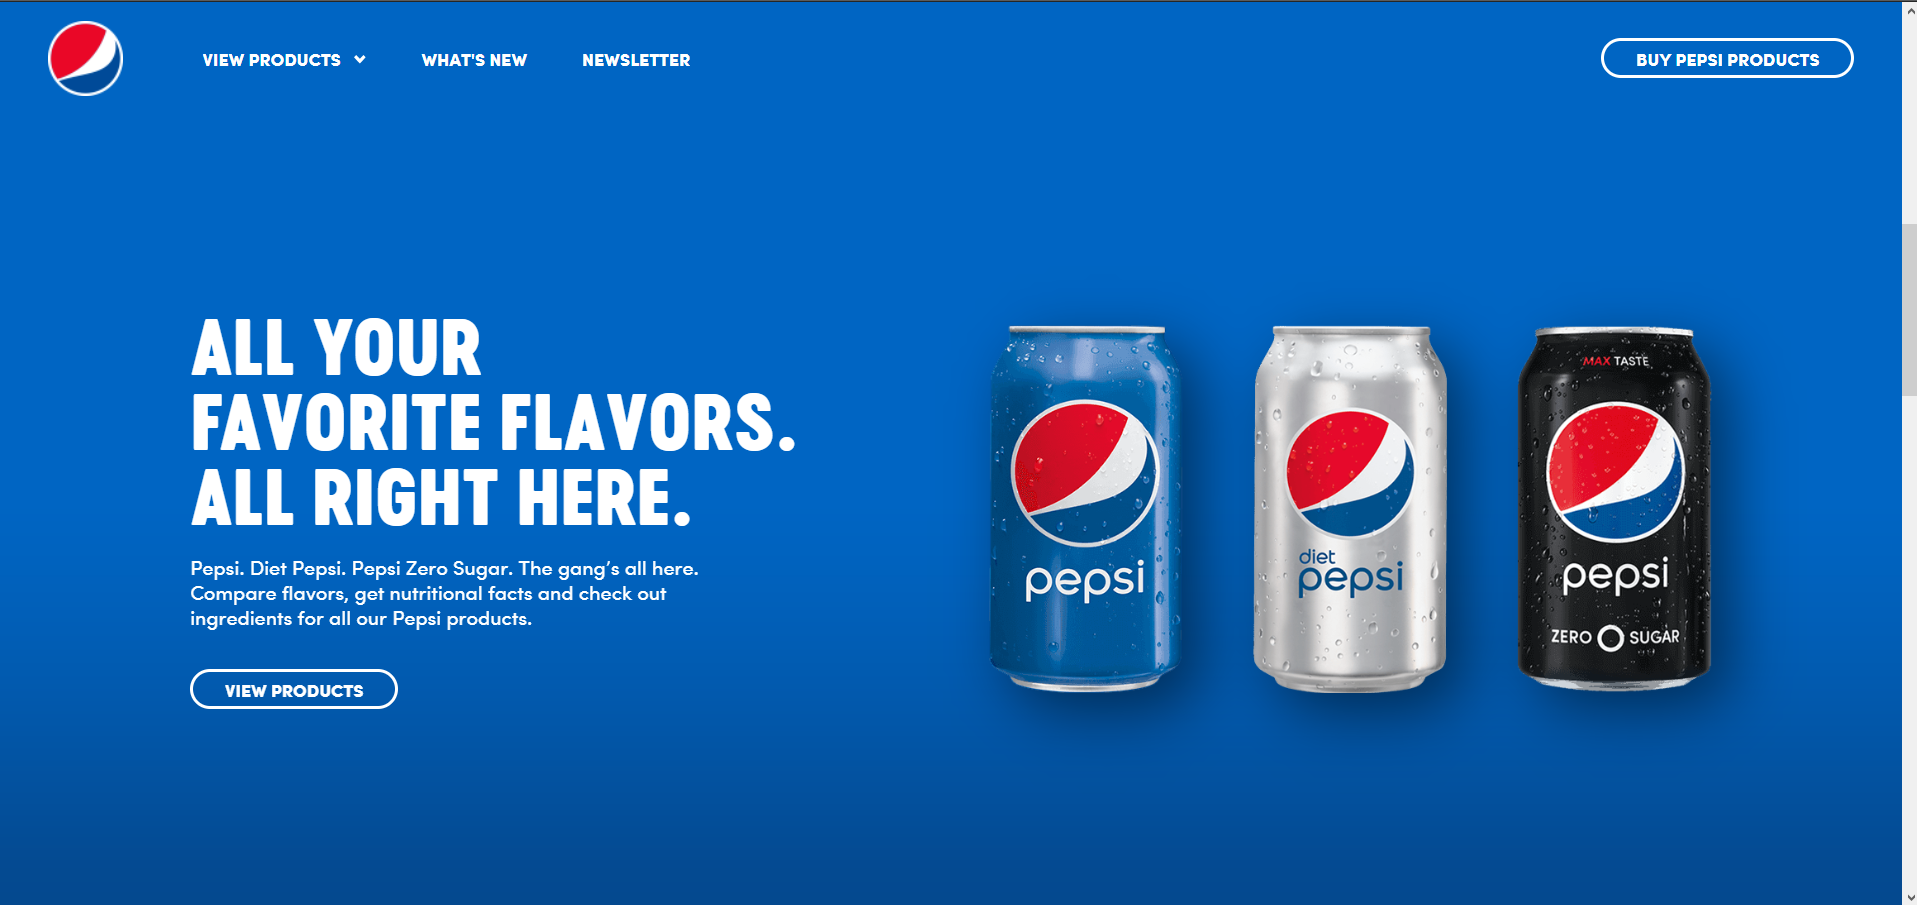 VIEW PRODUCTS
WHAT'S NEW
NEWSLETTER
BUY PEPSI PRODUCTS
ALL YOUR
FAVORITE FLAVORS.
ALL RIGHT HERE.
Pepsi. Diet Pepsi. Pepsi Zero Sugar. The gang’s all here.
Compare flavors, get nutritional facts and check out
ingredients for all our Pepsi products.
VIEW PRODUCTS
pepsi
diet
pepsi
MAX TASTE
pepsi
ZERO SUGAR